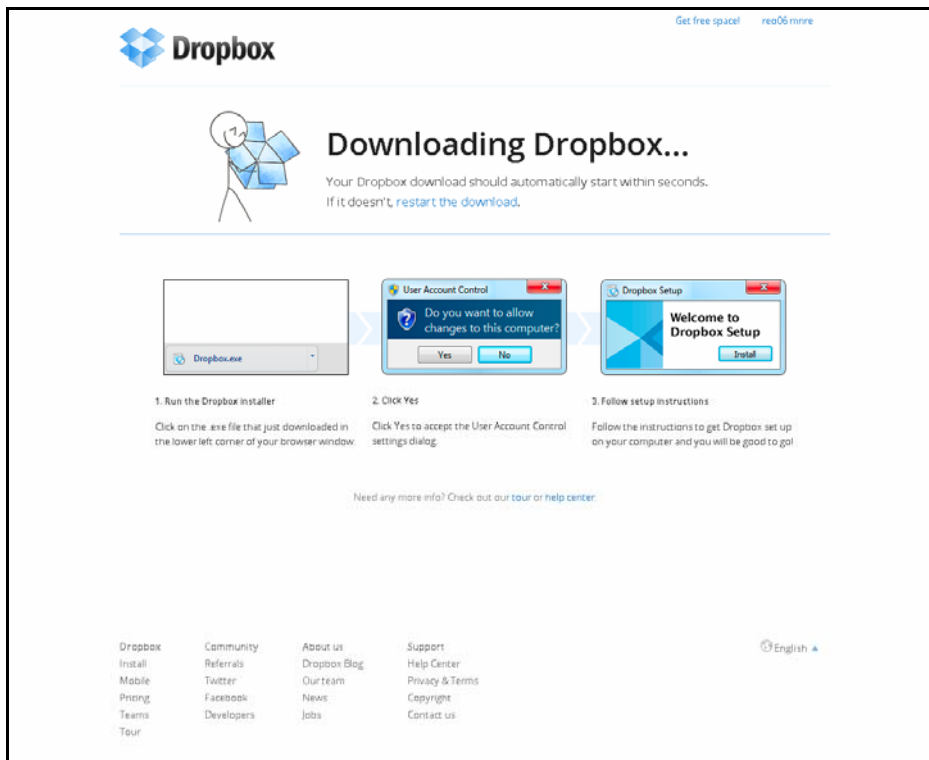 Get free space! rea06 mnre
Dropbox
Downloading Dropbox...
Your Dropbox download should automatically start within seconds.
If it doesn't, restart the download.
User Account Control
Do you want to allow
changes to this computer?
Yes No
Dropbox Setup
Welcome to
Dropbox Setup
Install
Dropbox.exe
1. Run the Dropbox installer
Click on the .exe file that just downloaded in
the lower left corner of your browser window.
2. Click Yes
Click Yes to accept the User Account Control
settings dialog.
3. Follow setup instructions
Follow the instructions to get Dropbox set up
on your computer and you will be good to go!
Need any more info? Check out our tour or help center.
Dropbox Community About us Support English
Install Referrals Dropbox Blog Help Center
Mobile Twitter Our team Privacy & Terms
Pricing Facebook News Copyright
Teams Developers Jobs Contact us
Tour